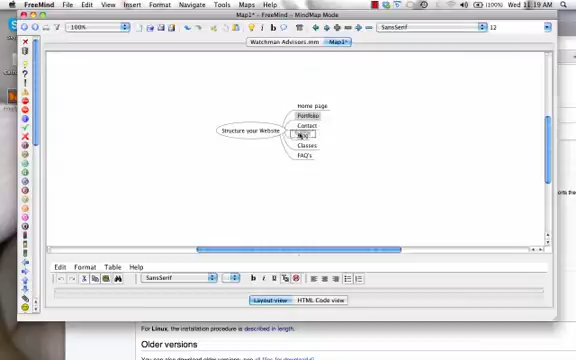 FreeMind File Edit View Insert Format Navigate Tools Maps Help (100%) 11:19 AM
Map1* - FreeMind - MindMap Mode
100% SansSerif 12
Watchman Advisors.mm Map1*
Home page
Portfolio
Contact
Structure your Website
Classes
FAQ's
Edit Format Table Help
SansSerif
Layout view HTML Code view
For Linux, the installation procedure is described in length.
Older versions